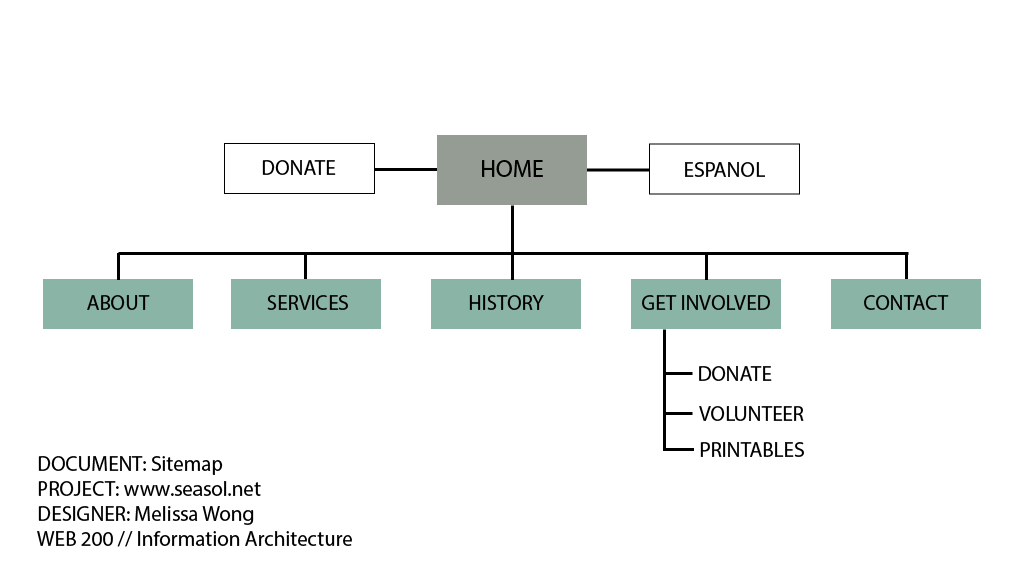 DONATE
HOME
ESPANOL
ABOUT
SERVICES
HISTORY
GET INVOLVED
CONTACT
DONATE
VOLUNTEER
PRINTABLES
DOCUMENT: Sitemap
PROJECT: www.seasol.net
DESIGNER: Melissa Wong
WEB 200 // Information Architecture